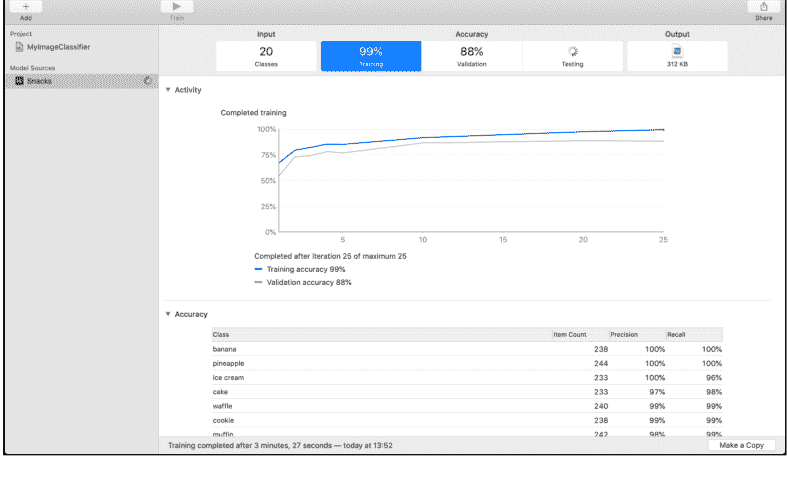 Add
Train
Share
Project
MyImageClassifier
Model Sources
Snacks
Input
Accuracy
Output
20
Classes
99%
Training
88%
Validation
Testing
312 KB
Activity
Completed training
100%
75%
50%
25%
0%
5
10
15
20
25
Completed after iteration 25 of maximum 25
Training accuracy 99%
Validation accuracy 88%
Accuracy
Class Item Count Precision Recall
banana 238 100% 100%
pineapple 244 100% 100%
ice cream 233 100% 96%
cake 233 97% 98%
waffle 240 99% 99%
cookie 238 99% 99%
muffin 242 98% 99%
Training completed after 3 minutes, 27 seconds — today at 13:52
Make a Copy